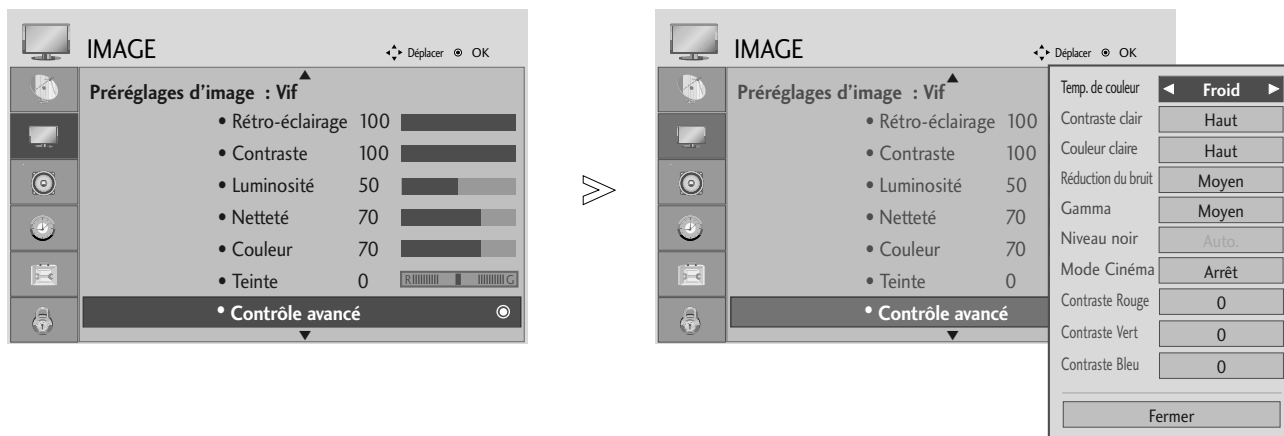 IMAGE
Déplacer OK
Préréglages d'image : Vif
• Rétro-éclairage 100
• Contraste 100
• Luminosité 50
• Netteté 70
• Couleur 70
• Teinte 0 R G
• Contrôle avancé
IMAGE
Déplacer OK
Préréglages d'image : Vif
• Rétro-éclairage 100
• Contraste 100
• Luminosité 50
• Netteté 70
• Couleur 70
• Teinte 0
• Contrôle avancé
Temp. de couleur Froid
Contraste clair Haut
Couleur claire Haut
Réduction du bruit Moyen
Gamma Moyen
Niveau noir Auto.
Mode Cinéma Arrêt
Contraste Rouge 0
Contraste Vert 0
Contraste Bleu 0
Fermer